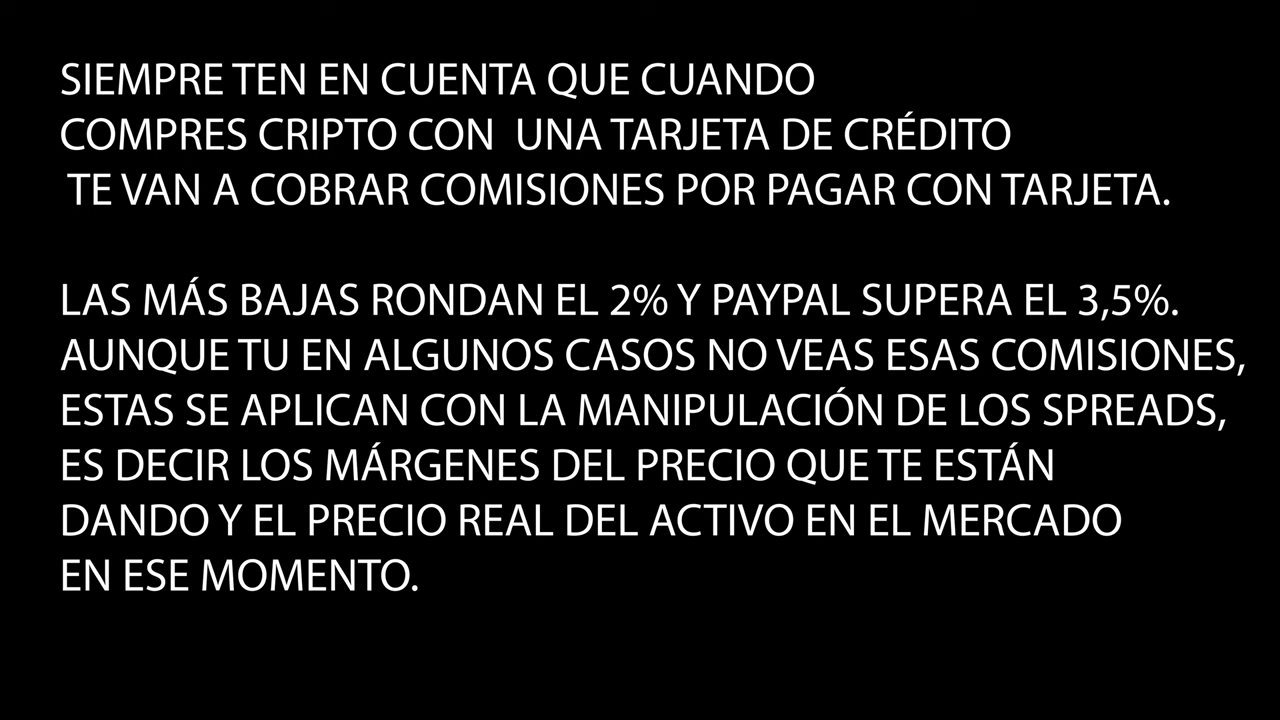 SIEMPRE TEN EN CUENTA QUE CUANDO
COMPRES CRIPTO CON UNA TARJETA DE CRÉDITO
TE VAN A COBRAR COMISIONES POR PAGAR CON TARJETA.
LAS MÁS BAJAS RONDAN EL 2% Y PAYPAL SUPERA EL 3,5%.
AUNQUE TU EN ALGUNOS CASOS NO VEAS ESAS COMISIONES,
ESTAS SE APLICAN CON LA MANIPULACIÓN DE LOS SPREADS,
ES DECIR LOS MÁRGENES DEL PRECIO QUE TE ESTÁN
DANDO Y EL PRECIO REAL DEL ACTIVO EN EL MERCADO
EN ESE MOMENTO.